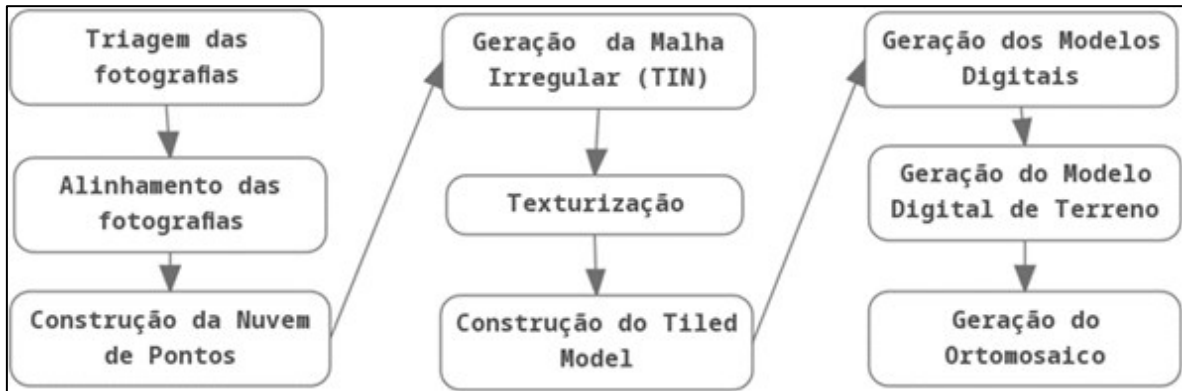 Triagem das
fotografias
Alinhamento das
fotografias
Construção da Nuvem
de Pontos
Geração da Malha
Irregular (TIN)
Texturização
Construção do Tiled
Model
Geração dos Modelos
Digitais
Geração do Modelo
Digital de Terreno
Geração do
Ortomosaico